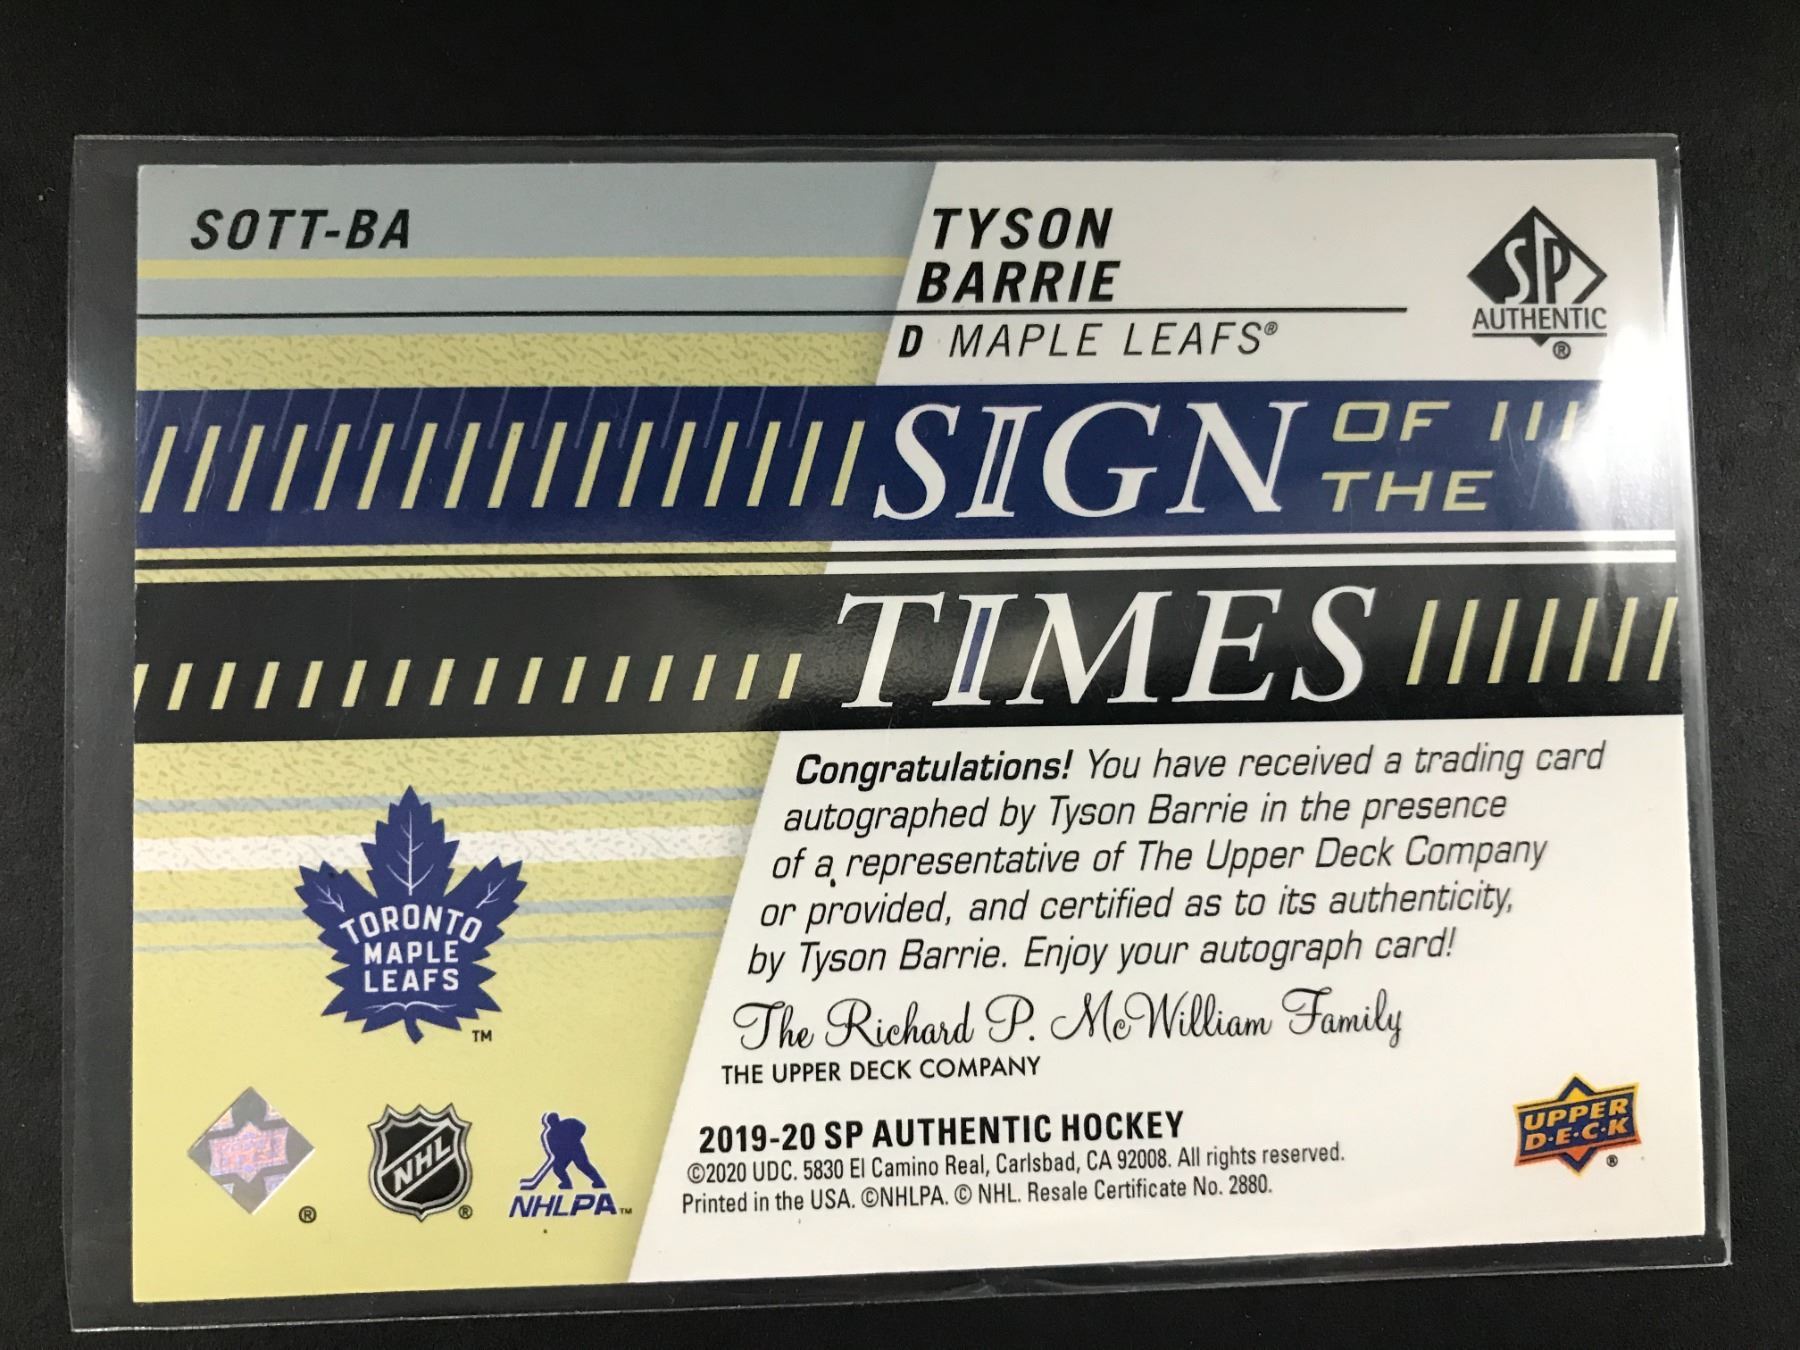 SOTT-BA
TYSON
BARRIE
D MAPLE LEAFS®
SP
AUTHENTIC
®
SIGN OF THE
TIMES
Congratulations! You have received a trading card
autographed by Tyson Barrie in the presence
of a representative of The Upper Deck Company
or provided, and certified as to its authenticity,
by Tyson Barrie. Enjoy your autograph card!
The Richard P. McWilliam Family
THE UPPER DECK COMPANY
TORONTO
MAPLE
LEAFS
™
®
NHL
®
NHLPA™
2019-20 SP AUTHENTIC HOCKEY
©2020 UDC. 5830 El Camino Real, Carlsbad, CA 92008. All rights reserved.
Printed in the USA. ©NHLPA. © NHL. Resale Certificate No. 2880.
UPPER
D·E·C·K
®